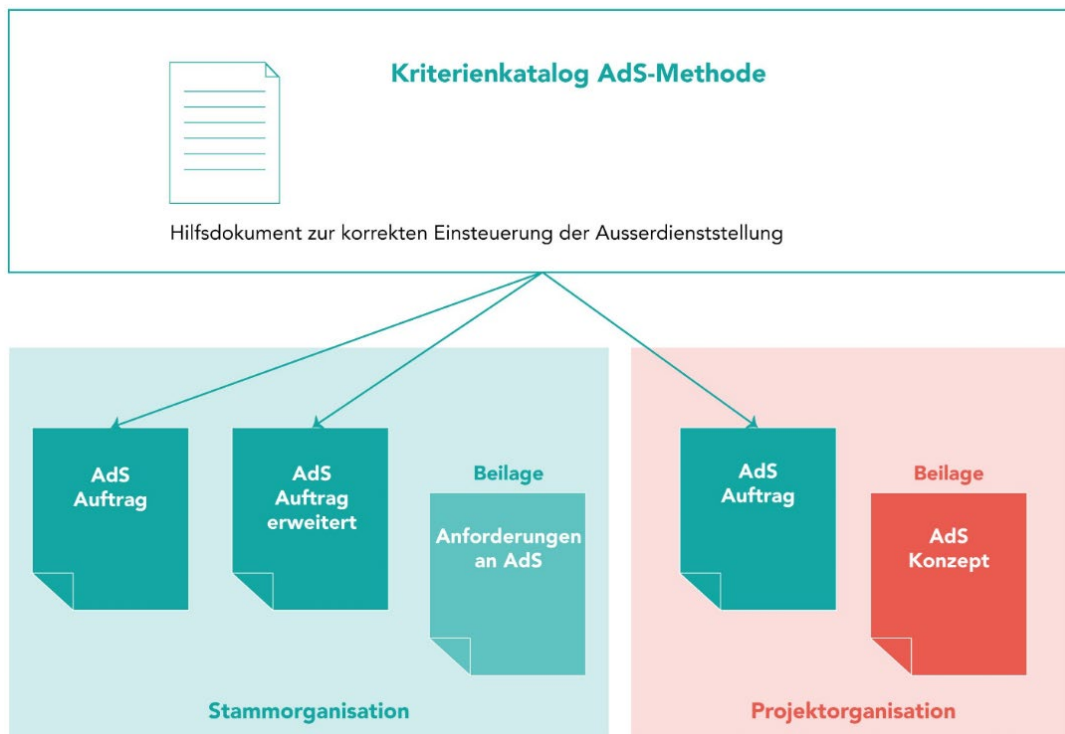 Kriterienkatalog AdS-Methode
Hilfsdokument zur korrekten Einsteuerung der Ausserdienststellung
AdS
Auftrag
AdS
Auftrag
erweitert
Beilage
Anforderungen
an AdS
Stammorganisation
AdS
Auftrag
Beilage
AdS
Konzept
Projektorganisation